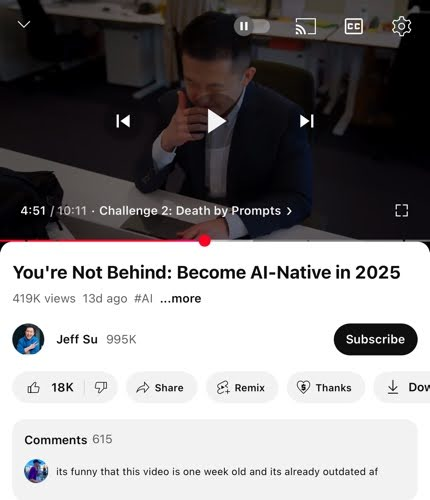 CC
4:51 / 10:11 · Challenge 2: Death by Prompts >
You're Not Behind: Become AI-Native in 2025
419K views 13d ago #AI ...more
Jeff Su 995K
Subscribe
18K Share Remix Thanks Dow
Comments 615
its funny that this video is one week old and its already outdated af